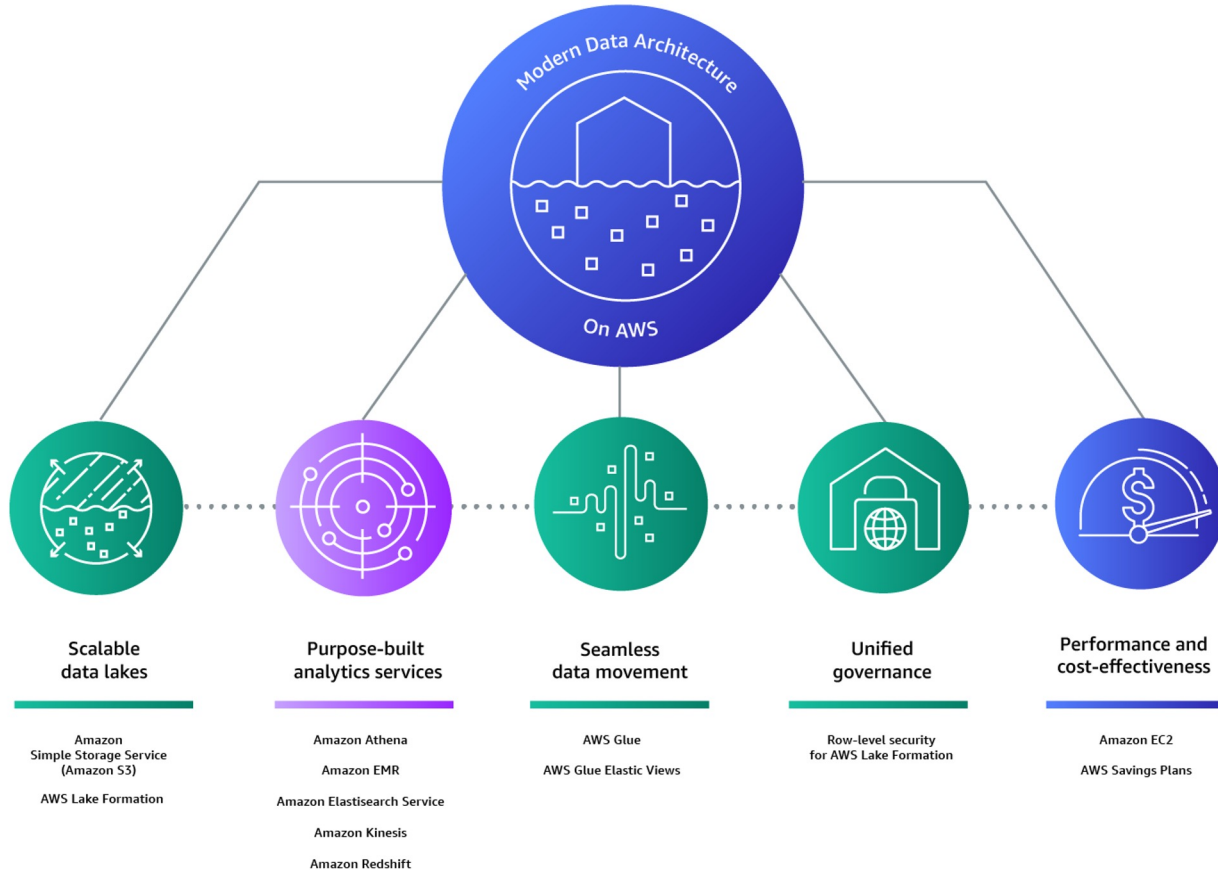 Modern Data Architecture
On AWS
Scalable
data lakes
Amazon
Simple Storage Service
(Amazon S3)
AWS Lake Formation
Purpose-built
analytics services
Amazon Athena
Amazon EMR
Amazon Elastisearch Service
Amazon Kinesis
Amazon Redshift
Seamless
data movement
AWS Glue
AWS Glue Elastic Views
Unified
governance
Row-level security
for AWS Lake Formation
Performance and
cost-effectiveness
Amazon EC2
AWS Savings Plans